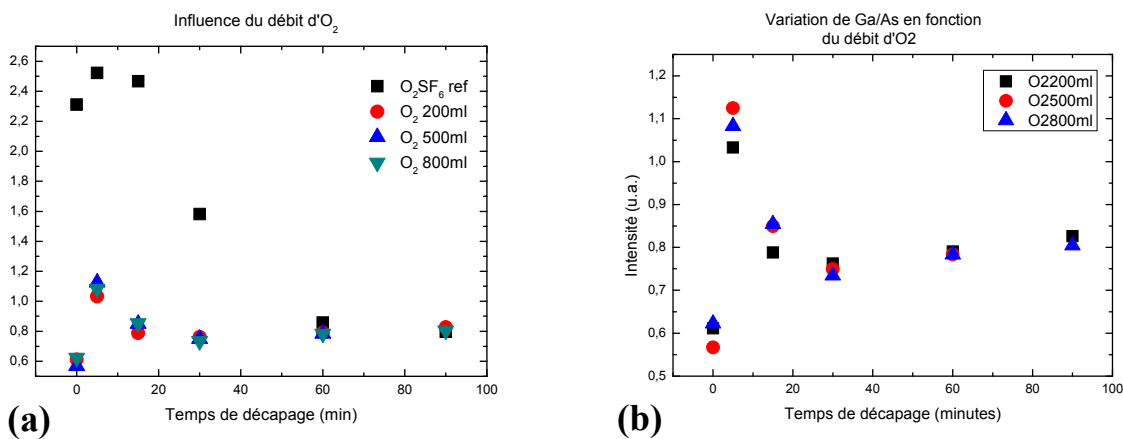 Influence du débit d'O₂
2,6
2,4
2,2
2,0
1,8
1,6
1,4
1,2
1,0
0,8
0,6
O₂SF₆ ref
O₂ 200ml
O₂ 500ml
O₂ 800ml
0
20
40
60
80
100
Temps de décapage (min)
(a)
Variation de Ga/As en fonction
du débit d'O2
Intensité (u.a.)
1,2
1,1
1,0
0,9
0,8
0,7
0,6
0,5
O2200ml
O2500ml
O2800ml
0
20
40
60
80
100
Temps de décapage (minutes)
(b)